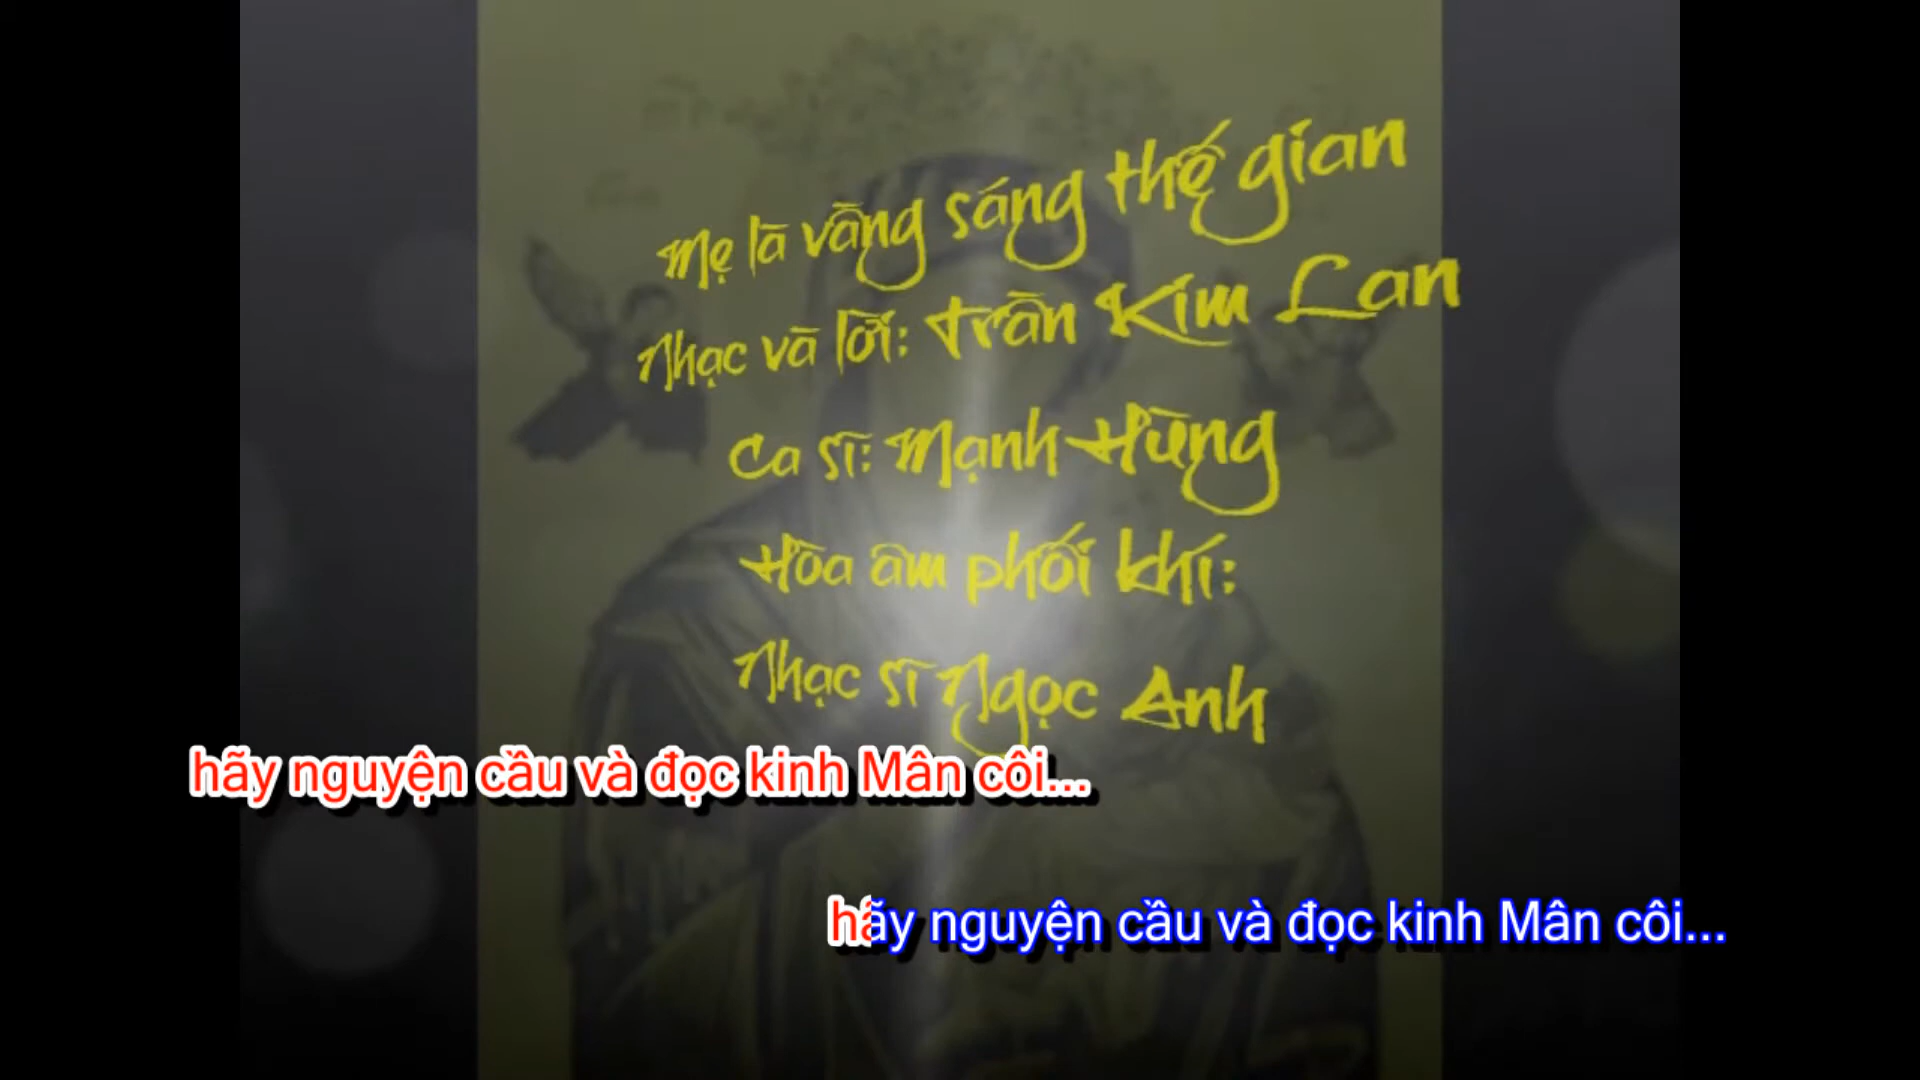 Mẹ là vầng sáng thế gian
Nhạc và lời: Trần Kim Lan
Ca sĩ: Mạnh Hùng
Hòa âm phối khí:
Nhạc sĩ Ngọc Anh
hãy nguyện cầu và đọc kinh Mân côi...
hãy nguyện cầu và đọc kinh Mân côi...